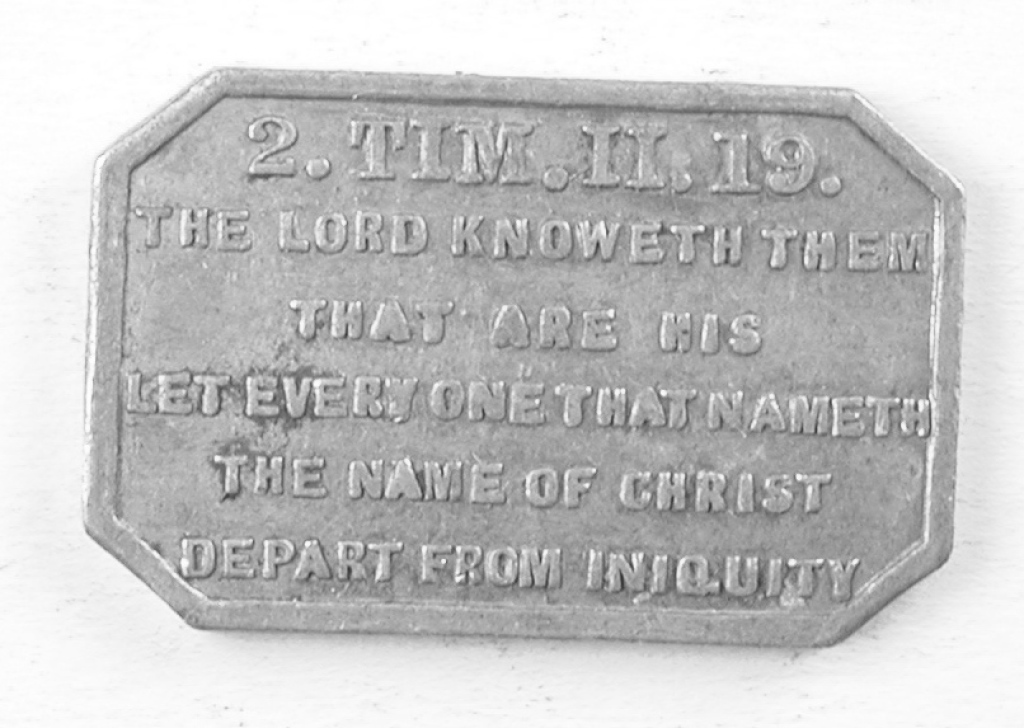 2. TIM. II. 19.
THE LORD KNOWETH THEM
THAT ARE HIS
LET EVERY ONE THAT NAMETH
THE NAME OF CHRIST
DEPART FROM INIQUITY